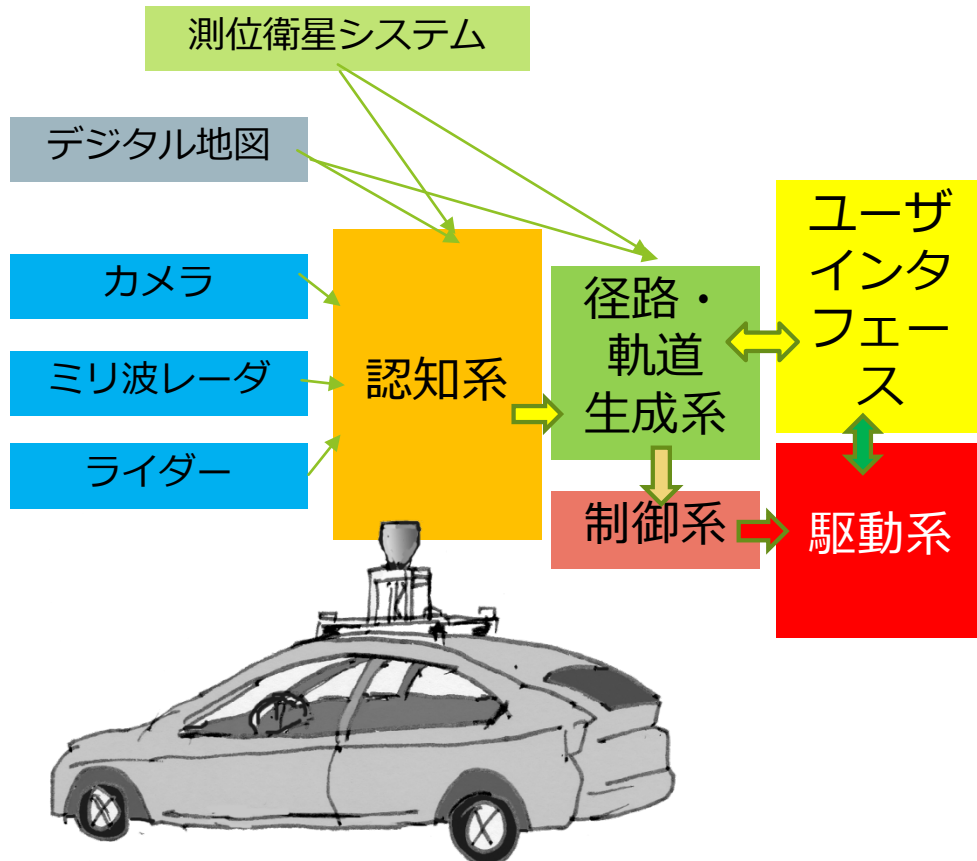 測位衛星システム
デジタル地図
カメラ
ミリ波レーダ
ライダー
認知系
径路・
軌道
生成系
制御系
ユーザ
インタ
フェー
ス
駆動系